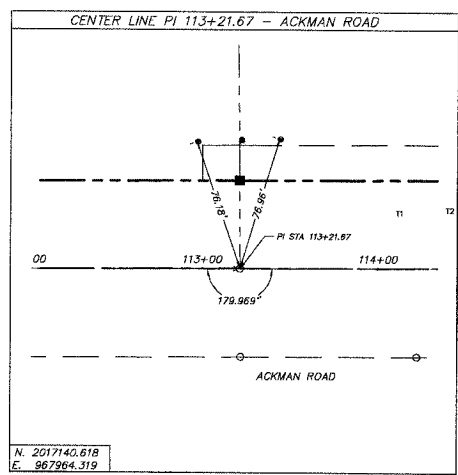 CENTER LINE PI 113+21.67 - ACKMAN ROAD
76.18'
76.96'
T1
T2
PI STA 113+21.67
00
113+00
114+00
179.969°
ACKMAN ROAD
N. 2017140.618
E. 967964.319